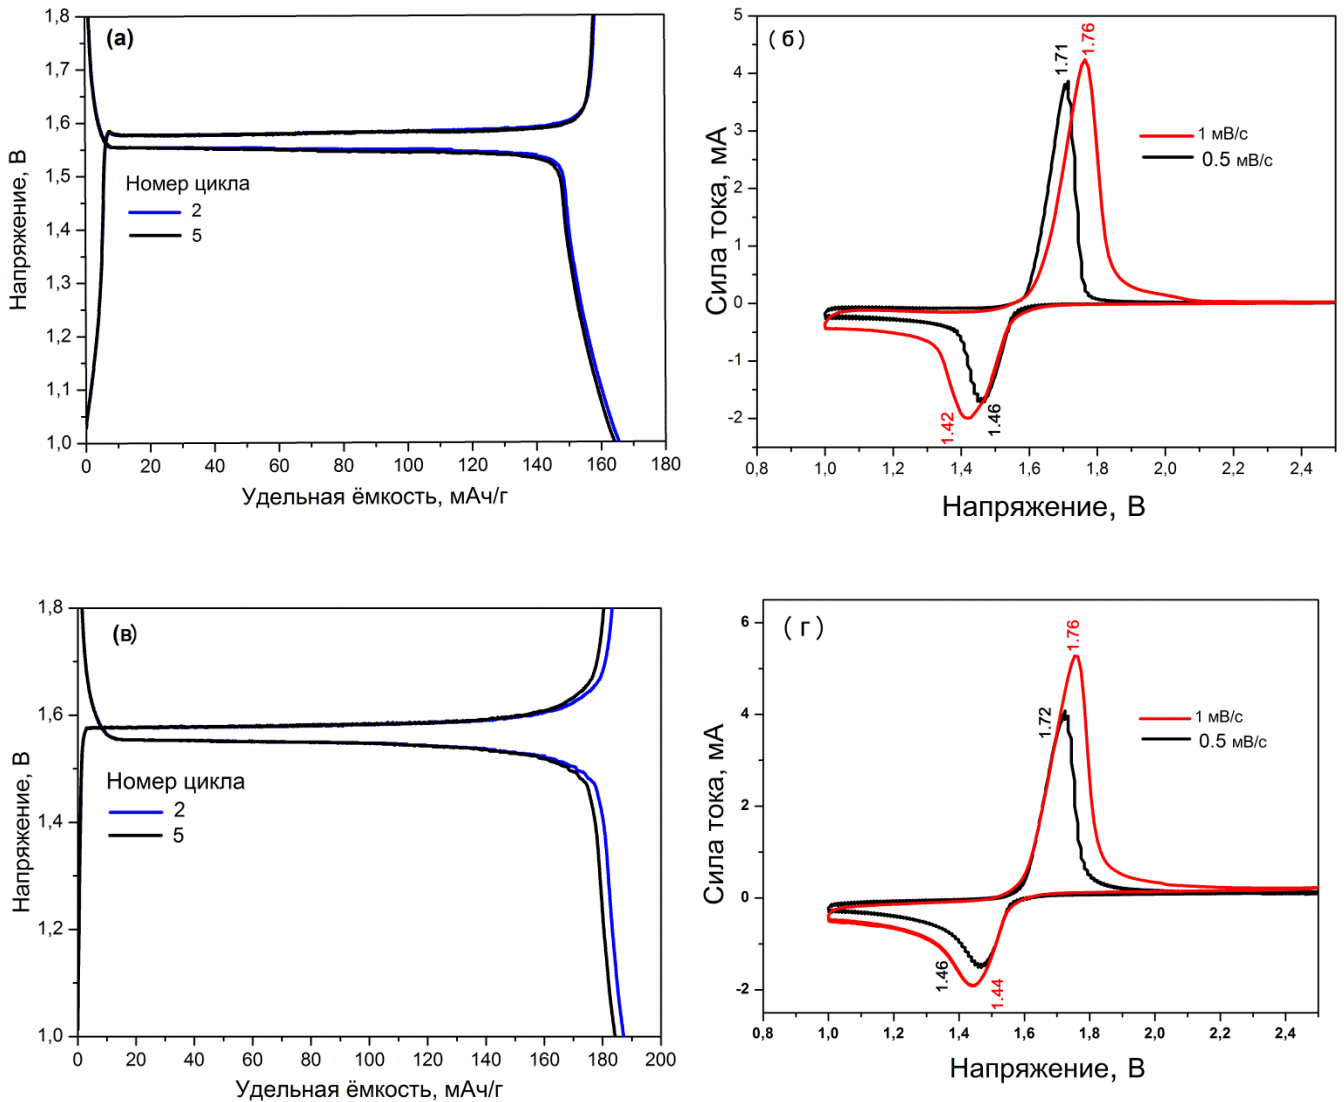 (а)
1,8
1,7
1,6
1,5
1,4
1,3
1,2
1,1
1,0
Напряжение, В
Номер цикла
2
5
0 20 40 60 80 100 120 140 160 180
Удельная ёмкость, мАч/г
(б)
5
4
3
2
1
0
-1
-2
Сила тока, мА
1.71
1.76
1 мВ/с
0.5 мВ/с
1.42
1.46
0,8 1,0 1,2 1,4 1,6 1,8 2,0 2,2 2,4
Напряжение, В
(в)
1,8
1,6
1,4
1,2
1,0
Напряжение, В
Номер цикла
2
5
0 20 40 60 80 100 120 140 160 180 200
Удельная ёмкость, мАч/г
(г)
6
4
2
0
-2
Сила тока, мА
1.72
1.76
1 мВ/с
0.5 мВ/с
1.46
1.44
0,8 1,0 1,2 1,4 1,6 1,8 2,0 2,2 2,4
Напряжение, В